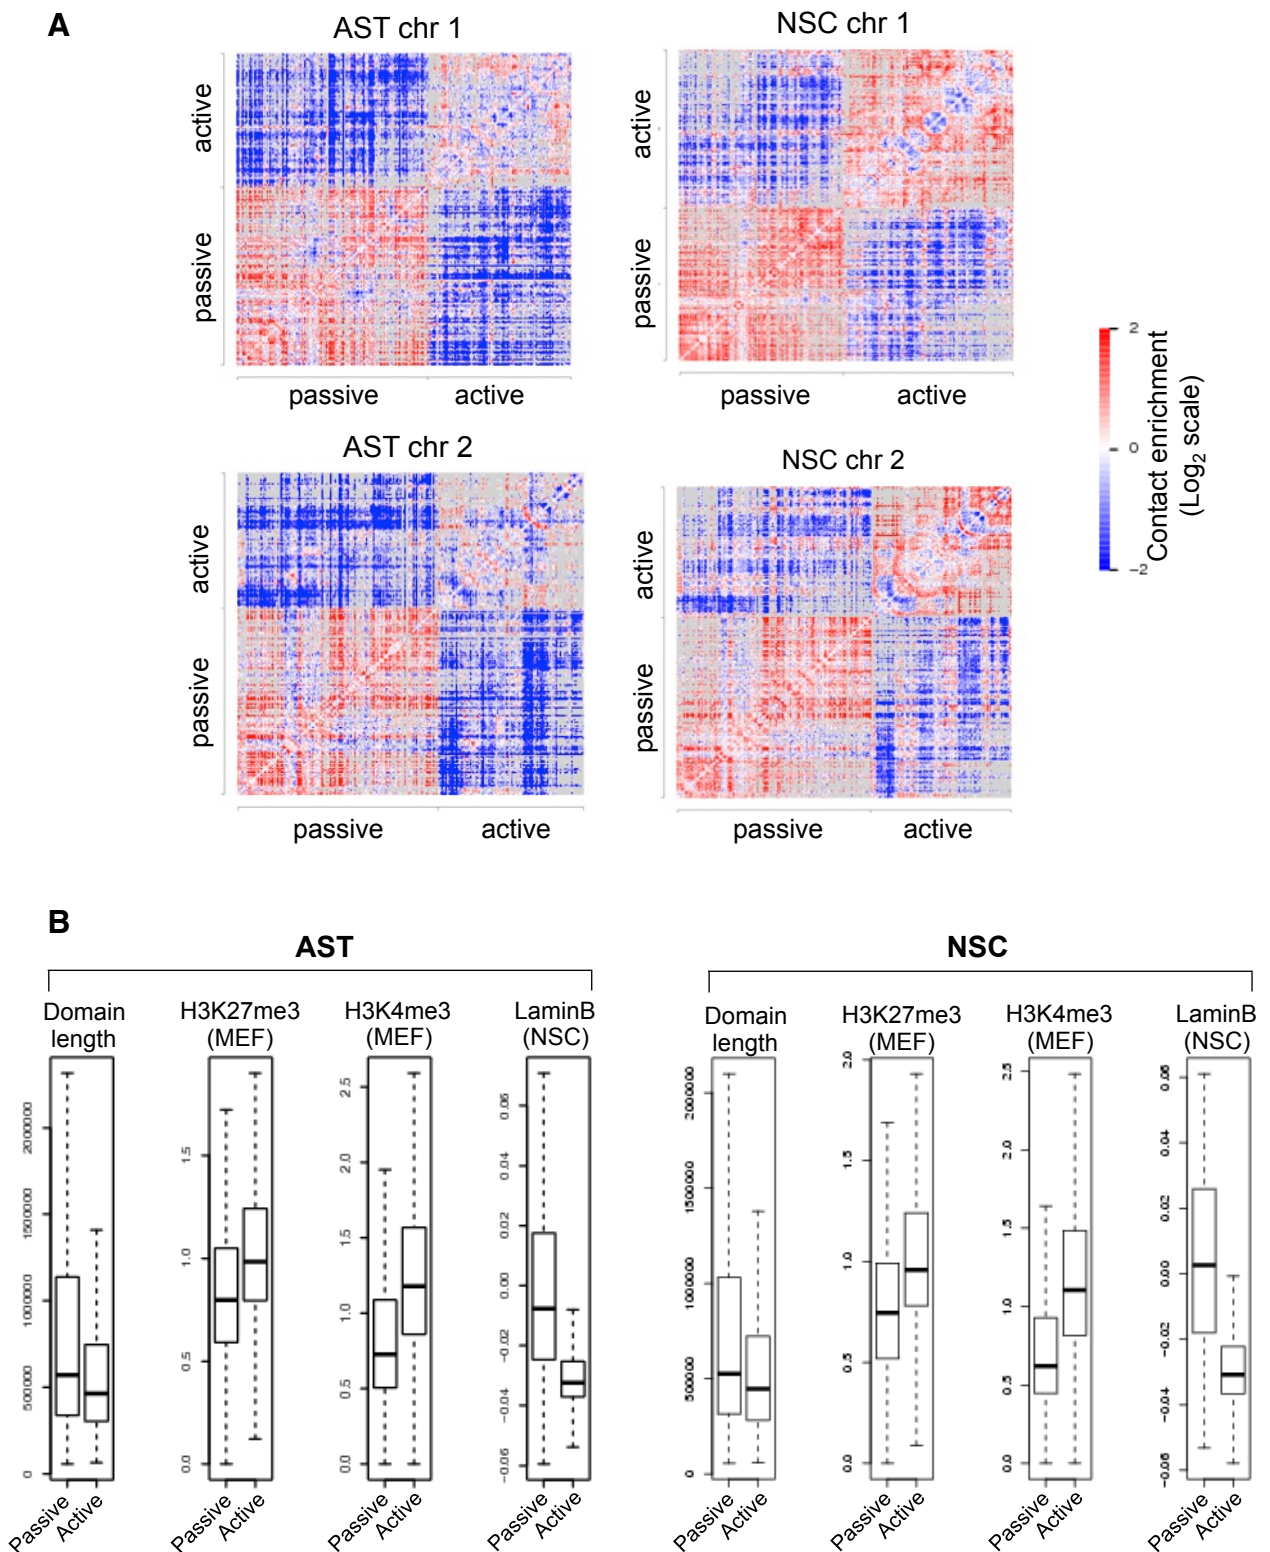 A
AST chr 1
NSC chr 1
active
passive
passive
active
active
passive
passive
active
AST chr 2
NSC chr 2
active
passive
passive
active
active
passive
passive
active
2
0
−2
Contact enrichment
(Log2 scale)
B
AST
NSC
Domain
length
H3K27me3
(MEF)
H3K4me3
(MEF)
LaminB
(NSC)
Domain
length
H3K27me3
(MEF)
H3K4me3
(MEF)
LaminB
(NSC)
0
500000
1000000
1500000
2000000
0.0
0.5
1.0
1.5
0.0
0.5
1.0
1.5
2.0
2.5
−0.06
−0.04
−0.02
0.00
0.02
0.04
0.06
0
500000
1000000
1500000
2000000
0.0
0.5
1.0
1.5
2.0
0.0
0.5
1.0
1.5
2.0
2.5
−0.06
−0.04
−0.02
0.00
0.02
0.04
0.06
Passive
Active
Passive
Active
Passive
Active
Passive
Active
Passive
Active
Passive
Active
Passive
Active
Passive
Active